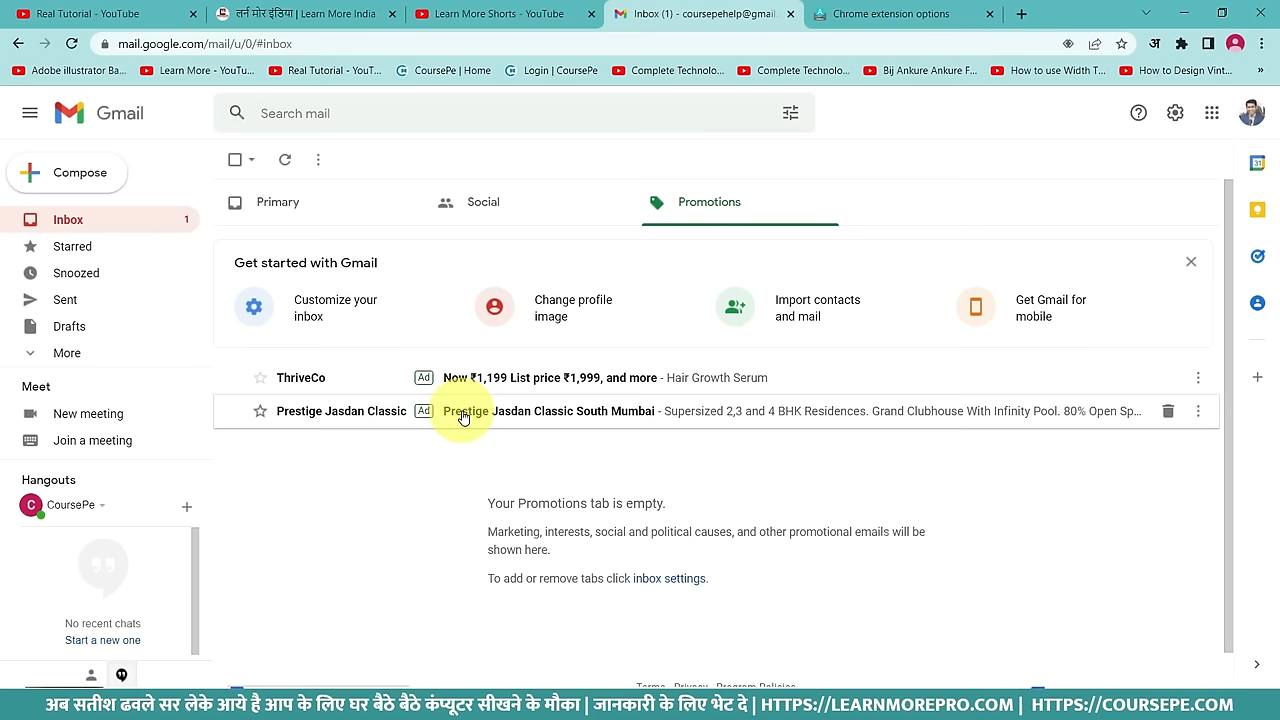 Real Tutorial - YouTube
लर्न मोर इंडिया | Learn More India
Learn More Shorts - YouTube
Inbox (1) - coursepehelp@gmail.
Chrome extension options
mail.google.com/mail/u/0/#inbox
अ
Adobe illustrator Ba...
Learn More - YouTu...
Real Tutorial - YouT...
CoursePe | Home
Login | CoursePe
Complete Technolo...
Complete Technolo...
Bij Ankure Ankure F...
How to use Width T...
How to Design Vint...
»
Gmail
Search mail
Compose
Inbox 1
Starred
Snoozed
Sent
Drafts
More
Meet
New meeting
Join a meeting
Hangouts
C CoursePe
No recent chats
Start a new one
Primary
Social
Promotions
Get started with Gmail
Customize your
inbox
Change profile
image
Import contacts
and mail
Get Gmail for
mobile
ThriveCo Ad Now ₹1,199 List price ₹1,999, and more - Hair Growth Serum
Prestige Jasdan Classic Ad Prestige Jasdan Classic South Mumbai - Supersized 2,3 and 4 BHK Residences. Grand Clubhouse With Infinity Pool. 80% Open Sp...
Your Promotions tab is empty.
Marketing, interests, social and political causes, and other promotional emails will be
shown here.
To add or remove tabs click inbox settings.
31
Terms · Privacy · Program Policies
अब सतीश ढवले सर लेके आये है आप के लिए घर बैठे बैठे कंप्यूटर सीखने के मौका | जानकारी के लिए भेट दे | HTTPS://LEARNMOREPRO.COM | HTTPS://COURSEPE.COM